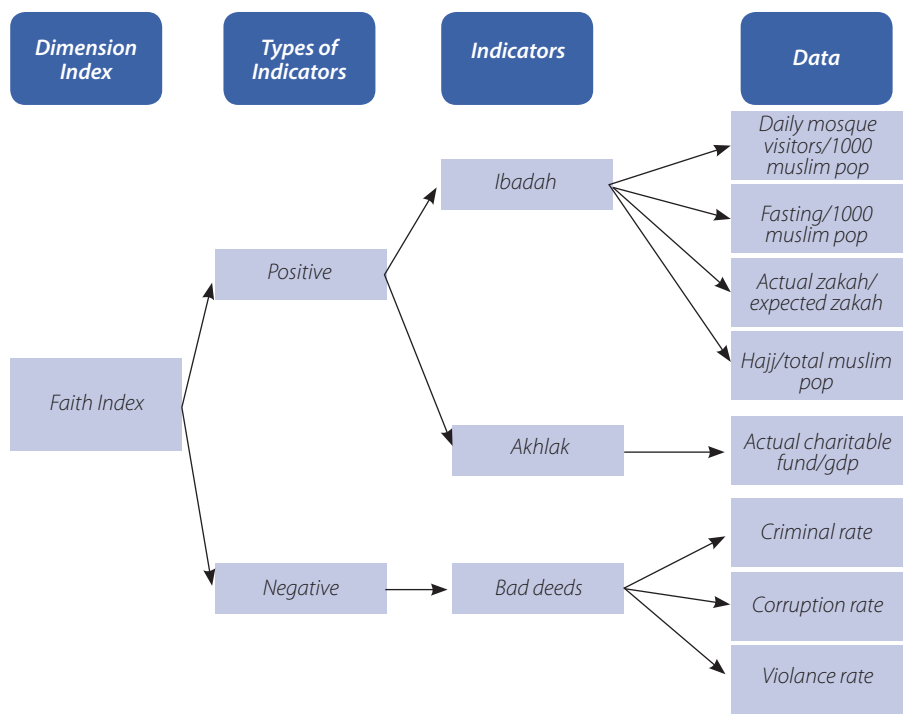 Dimension
Index
Types of
Indicators
Indicators
Data
Faith Index
Positive
Negative
Ibadah
Akhlak
Bad deeds
Daily mosque
visitors/1000
muslim pop
Fasting/1000
muslim pop
Actual zakah/
expected zakah
Hajj/total muslim
pop
Actual charitable
fund/gdp
Criminal rate
Corruption rate
Violance rate